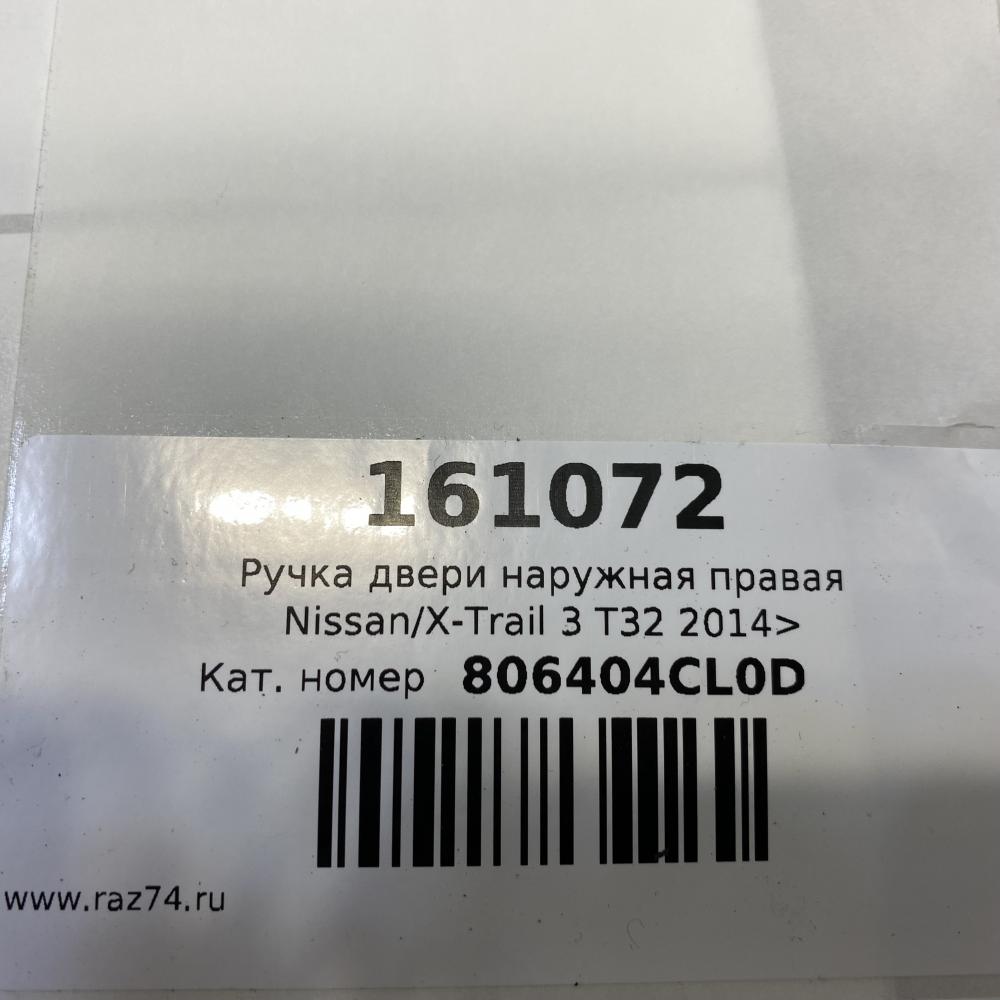 161072
Ручка двери наружная правая
Nissan/X-Trail 3 T32 2014>
Кат. номер 806404CL0D
www.raz74.ru